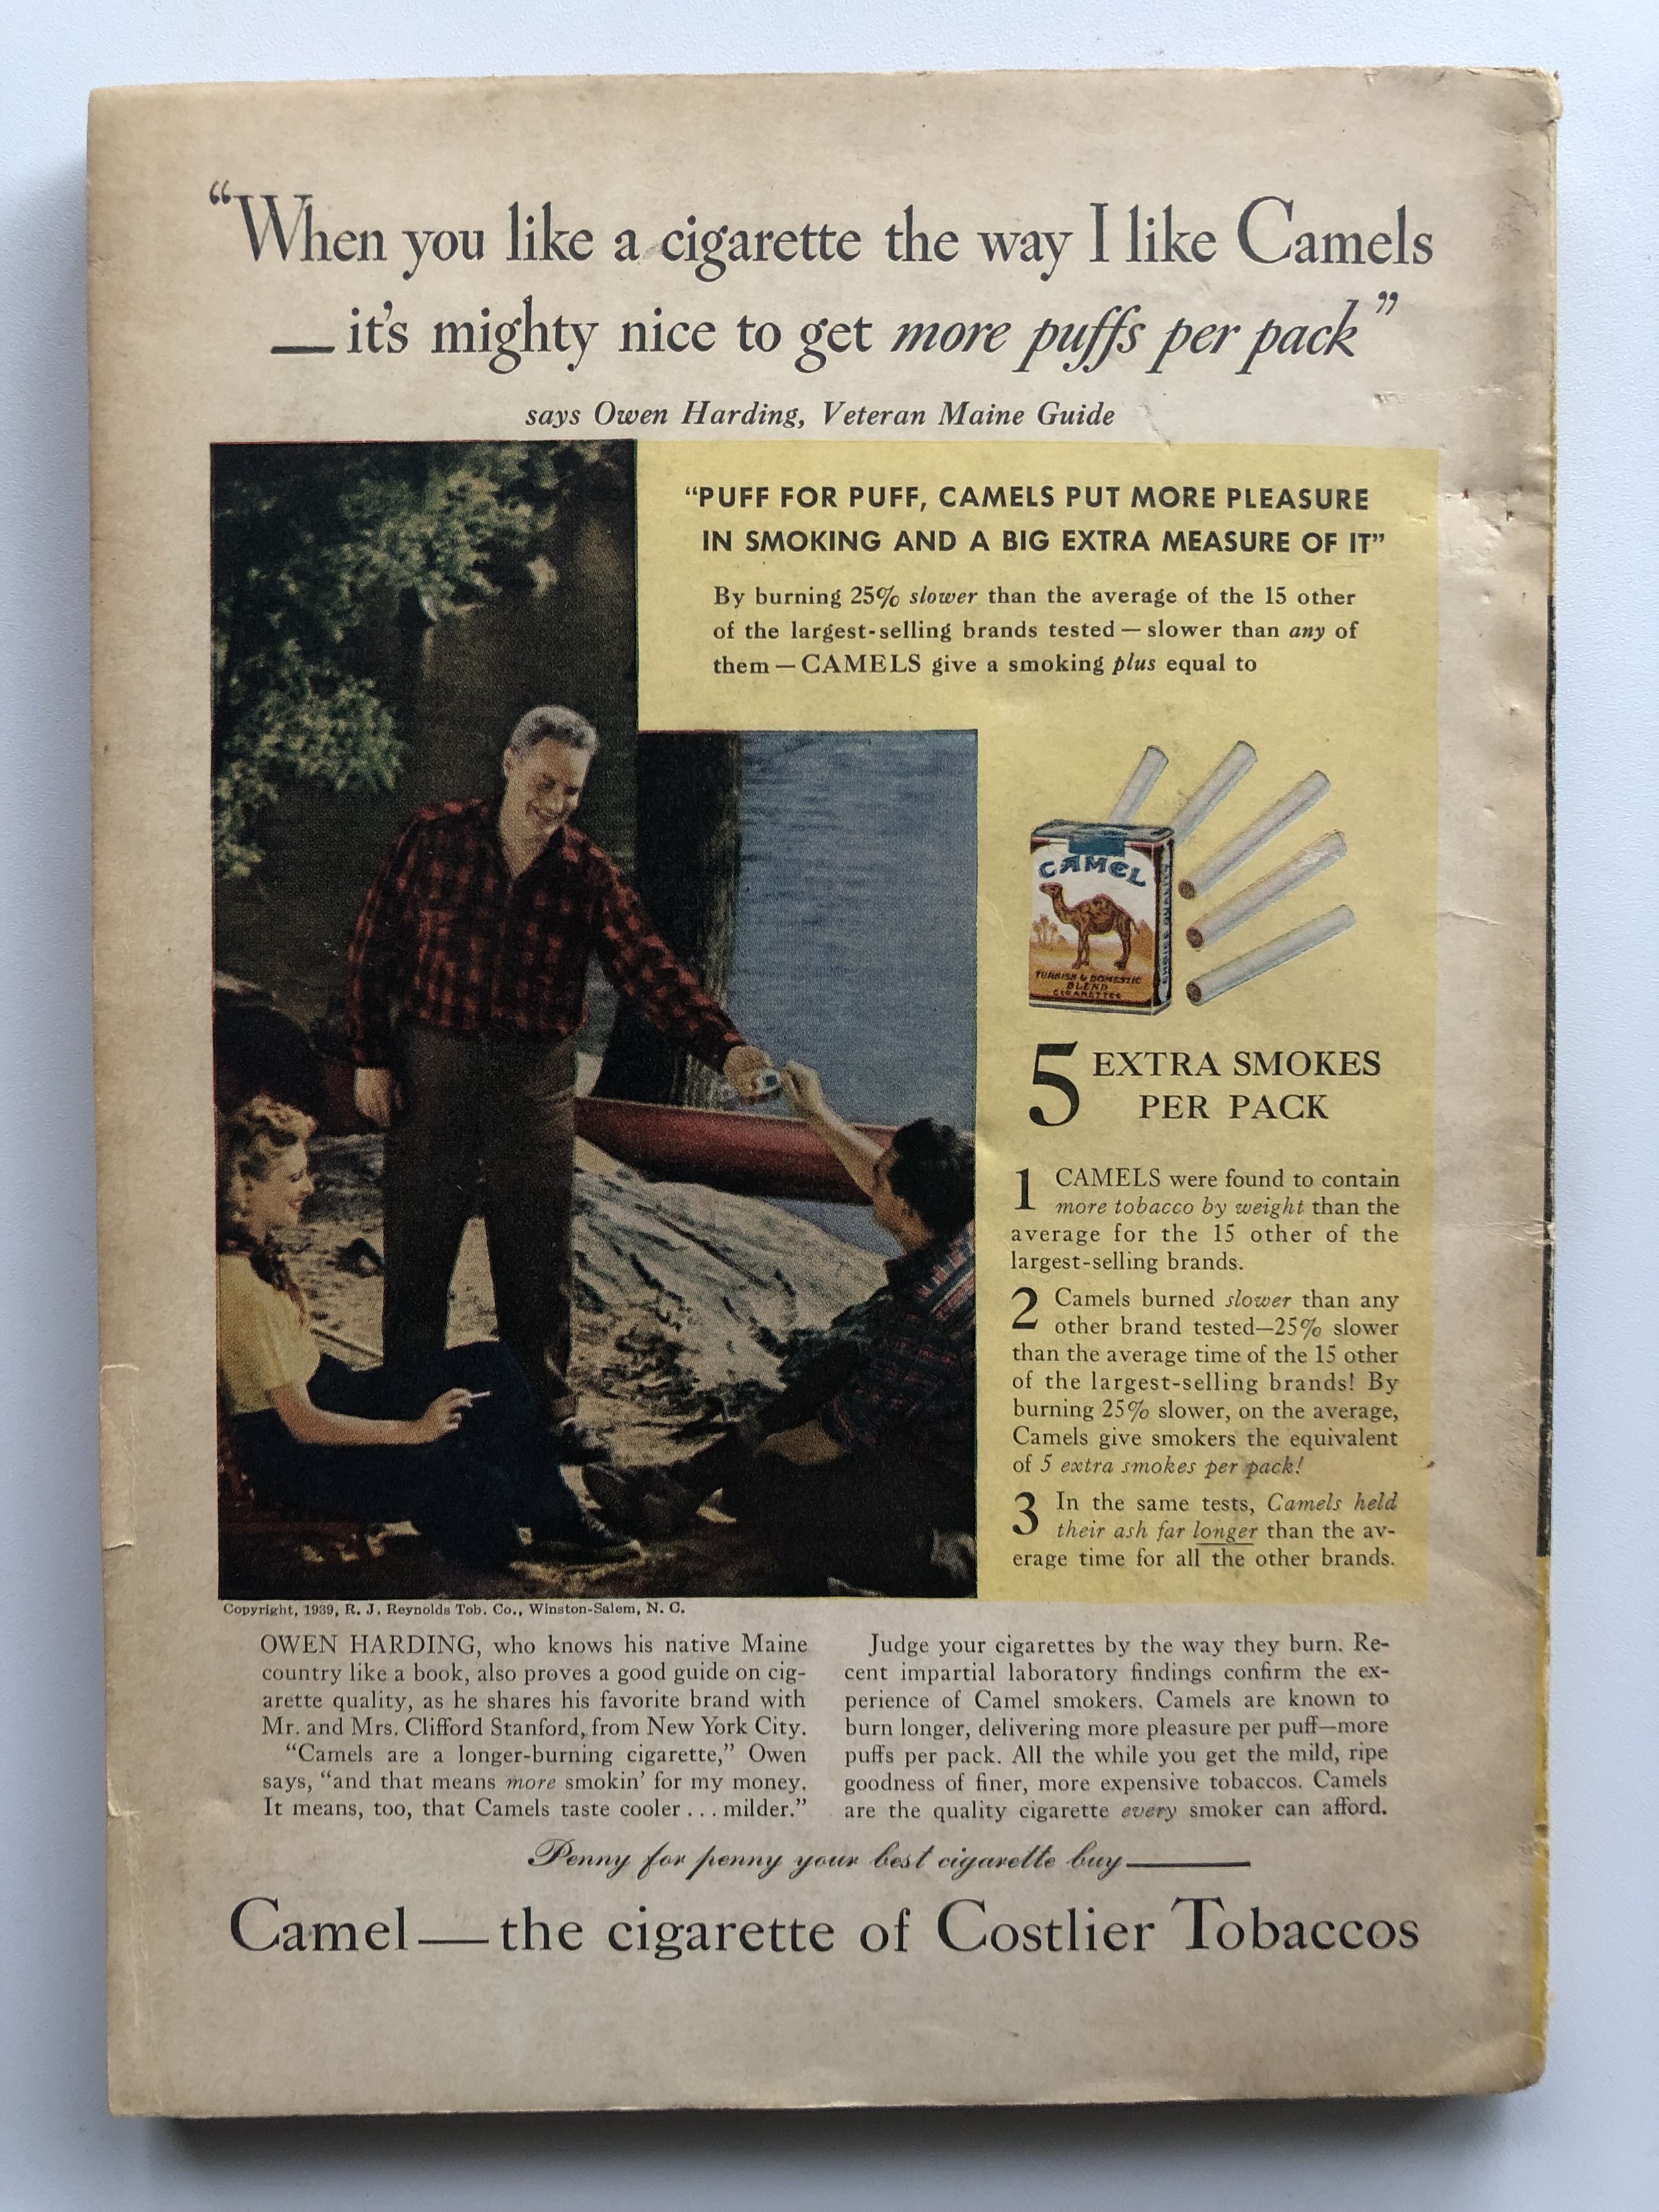 “When you like a cigarette the way I like Camels
—it’s mighty nice to get more puffs per pack”
says Owen Harding, Veteran Maine Guide
“PUFF FOR PUFF, CAMELS PUT MORE PLEASURE
IN SMOKING AND A BIG EXTRA MEASURE OF IT”
By burning 25% slower than the average of the 15 other
of the largest-selling brands tested — slower than any of
them — CAMELS give a smoking plus equal to
CAMEL
TURKISH & DOMESTIC
BLEND
CIGARETTES
5 EXTRA SMOKES
PER PACK
1 CAMELS were found to contain
more tobacco by weight than the
average for the 15 other of the
largest-selling brands.
2 Camels burned slower than any
other brand tested—25% slower
than the average time of the 15 other
of the largest-selling brands! By
burning 25% slower, on the average,
Camels give smokers the equivalent
of 5 extra smokes per pack!
3 In the same tests, Camels held
their ash far longer than the av-
erage time for all the other brands.
Copyright, 1939, R. J. Reynolds Tob. Co., Winston-Salem, N. C.
OWEN HARDING, who knows his native Maine
country like a book, also proves a good guide on cig-
arette quality, as he shares his favorite brand with
Mr. and Mrs. Clifford Stanford, from New York City.
“Camels are a longer-burning cigarette,” Owen
says, “and that means more smokin’ for my money.
It means, too, that Camels taste cooler . . . milder.”
Judge your cigarettes by the way they burn. Re-
cent impartial laboratory findings confirm the ex-
perience of Camel smokers. Camels are known to
burn longer, delivering more pleasure per puff—more
puffs per pack. All the while you get the mild, ripe
goodness of finer, more expensive tobaccos. Camels
are the quality cigarette every smoker can afford.
Penny for penny your best cigarette buy—
Camel—the cigarette of Costlier Tobaccos